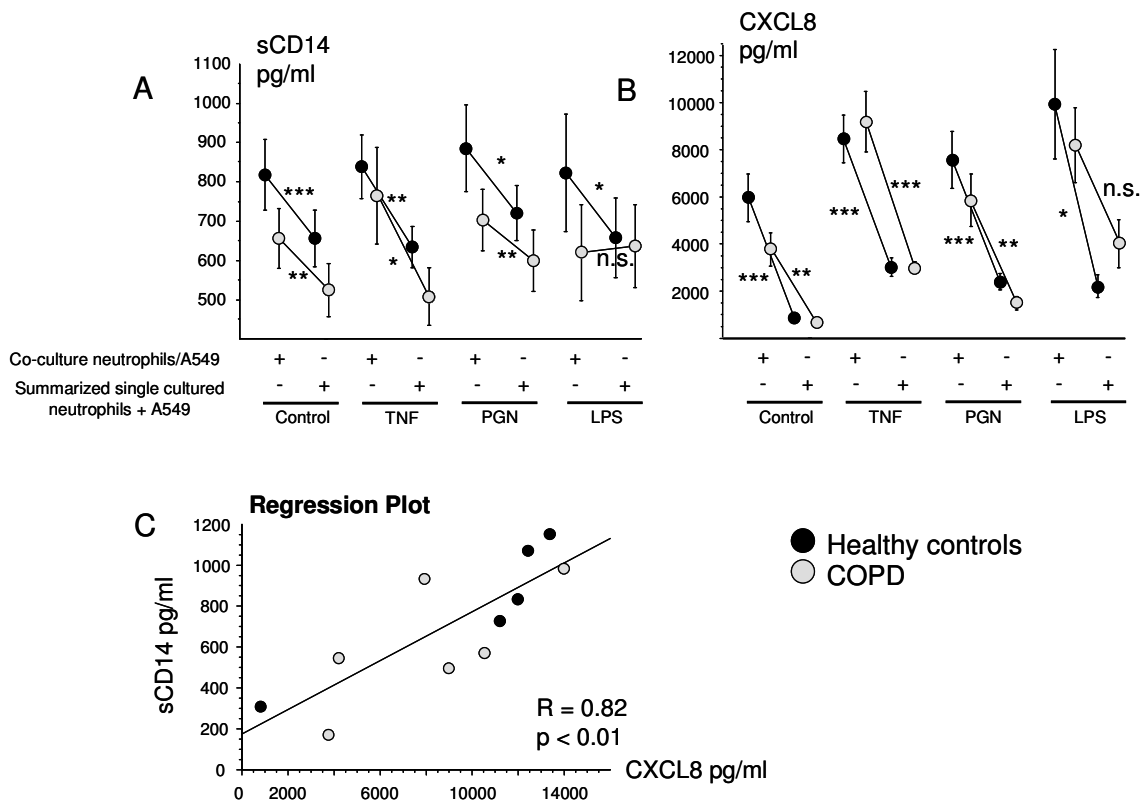 A
sCD14
pg/ml
1100
1000
900
800
700
600
500
***
**
**
*
*
**
*
n.s.
B
CXCL8
pg/ml
12000
10000
8000
6000
4000
2000
***
**
***
***
***
**
*
n.s.
Co-culture neutrophils/A549 + - + - + - + - + - + - + - + -
Summarized single cultured - + - + - + - + - + - + - + - +
neutrophils + A549
Control TNF PGN LPS Control TNF PGN LPS
C
Regression Plot
sCD14 pg/ml
1200
1000
800
600
400
200
0
R = 0.82
p < 0.01
CXCL8 pg/ml
0 2000 6000 10000 14000
Healthy controls
COPD